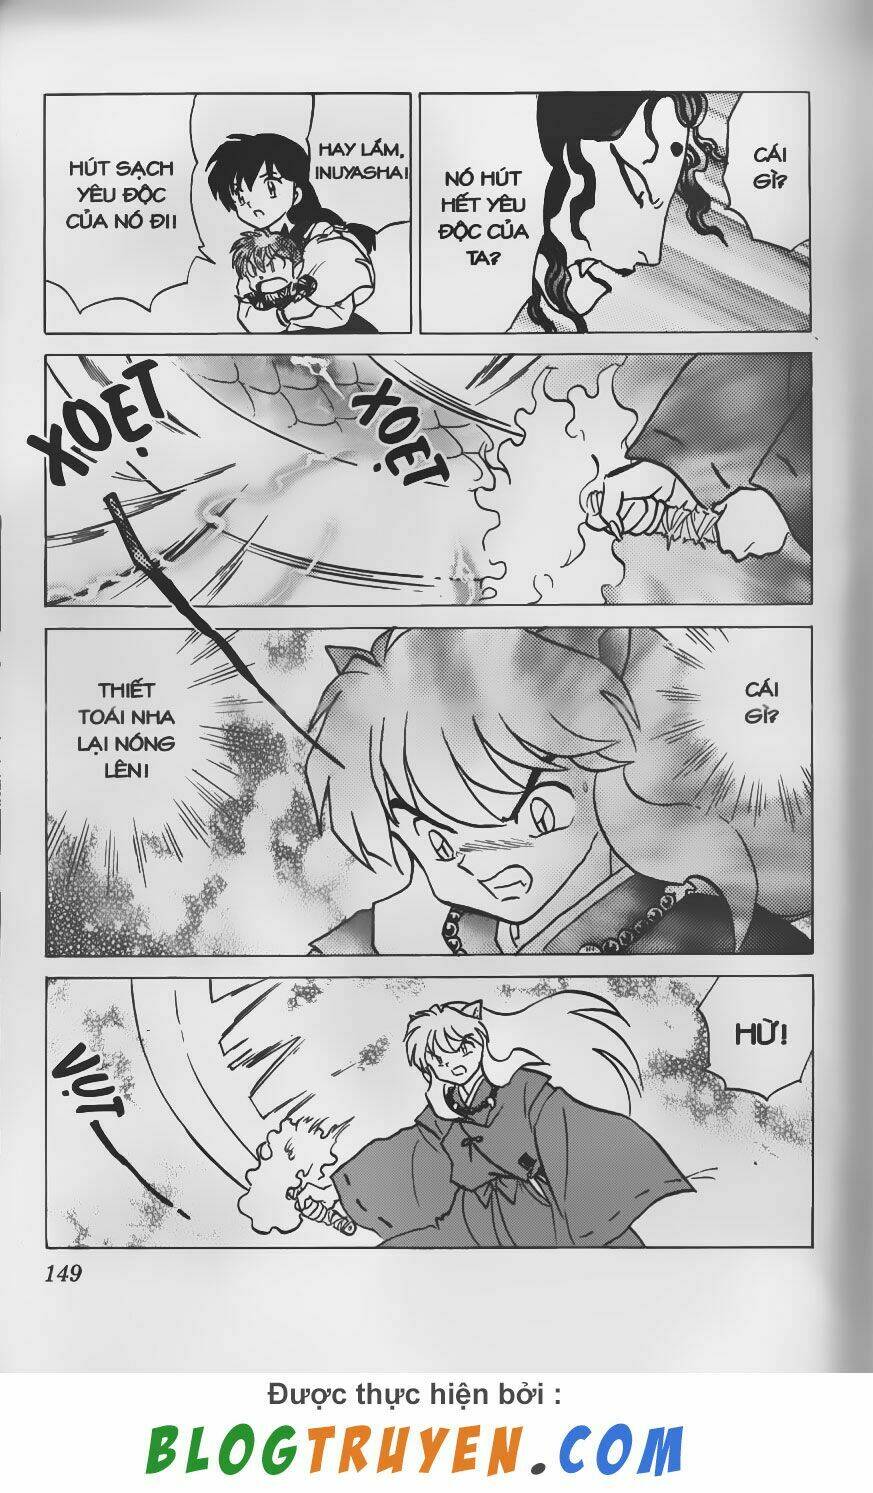 CÁI
GÌ?
NÓ HÚT
HẾT YÊU
ĐỘC CỦA
TA?
HAY LẮM,
INUYASHA!
HÚT SẠCH
YÊU ĐỘC
CỦA NÓ ĐI!
XOẸT
XOẸT
CÁI
GÌ?
THIẾT
TOÁI NHA
LẠI NÓNG
LÊN!
HỪ!
VỤT
149
Được thực hiện bởi :
BLOGTRUYEN.COM